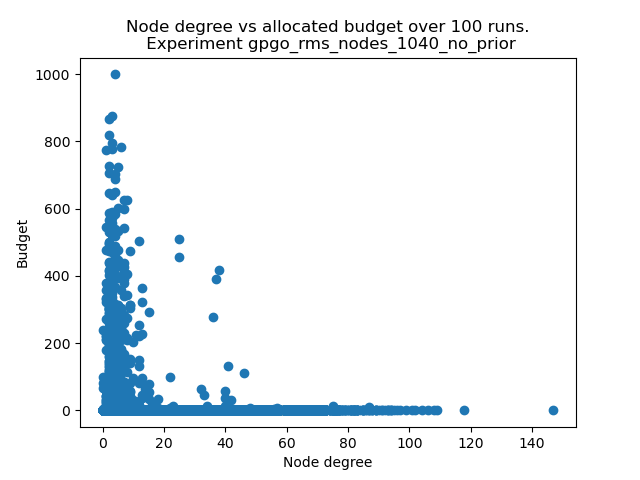 Node degree vs allocated budget over 100 runs.
Experiment gpgo_rms_nodes_1040_no_prior
1000
800
600
400
200
0
Budget
0 20 40 60 80 100 120 140
Node degree